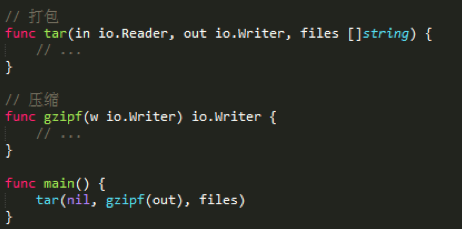 // 打包
func tar(in io.Reader, out io.Writer, files []string) {
    // ...
}
// 压缩
func gzipf(w io.Writer) io.Writer {
    // ...
}
func main() {
    tar(nil, gzipf(out), files)
}